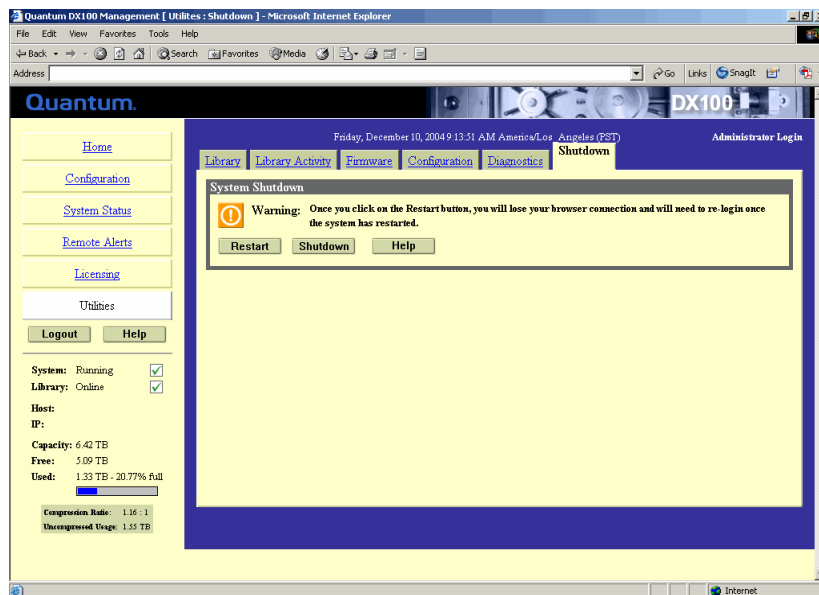 Quantum DX100 Management [ Utilites : Shutdown ] - Microsoft Internet Explorer
File Edit View Favorites Tools Help
Back Search Favorites Media
Address Go Links SnagIt
Quantum. DX100
Friday, December 10, 2004 9:13:51 AM America/Los_Angeles (PST) Administrator Login
Library Library Activity Firmware Configuration Diagnostics Shutdown
Home
Configuration
System Status
Remote Alerts
Licensing
Utilities
Logout Help
System: Running
Library: Online
Host:
IP:
Capacity: 6.42 TB
Free: 5.09 TB
Used: 1.33 TB - 20.77% full
Compression Ratio: 1.16 : 1
Uncompressed Usage: 1.55 TB
System Shutdown
Warning: Once you click on the Restart button, you will lose your browser connection and will need to re-login once
the system has restarted.
Restart Shutdown Help
Internet